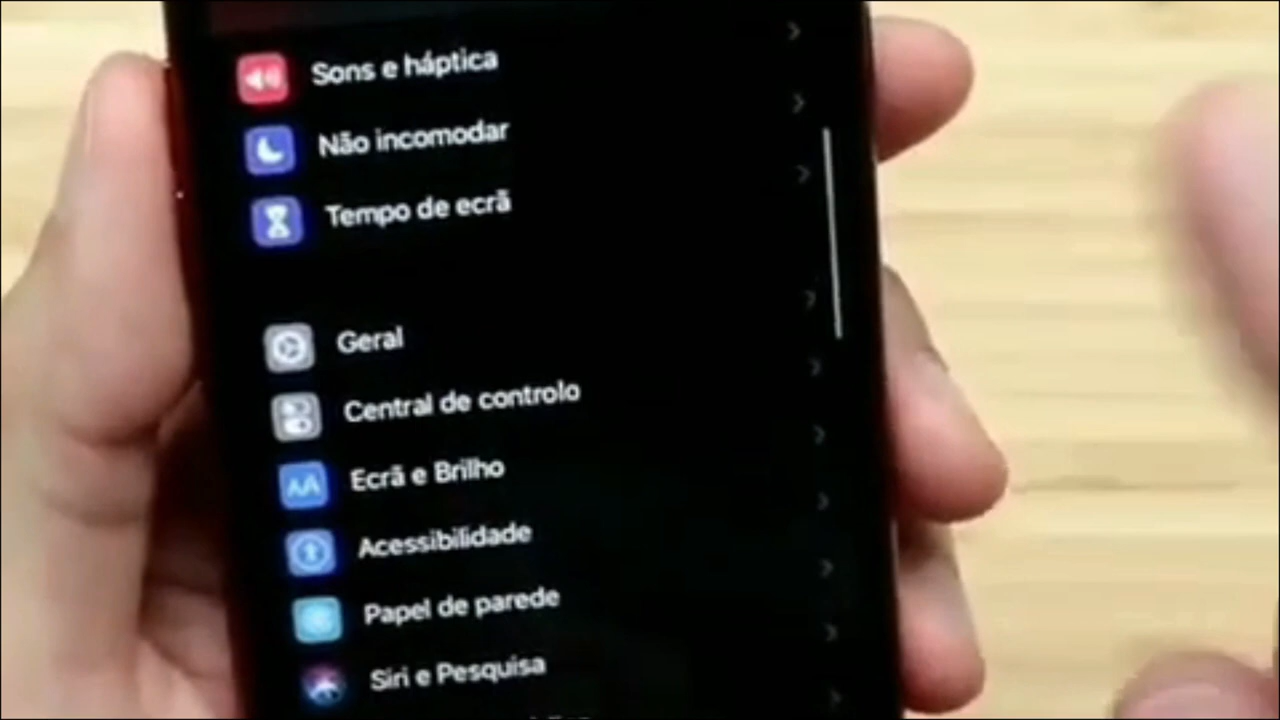 Sons e háptica
Não incomodar
Tempo de ecrã
Geral
Central de controlo
Ecrã e Brilho
Acessibilidade
Papel de parede
Siri e Pesquisa